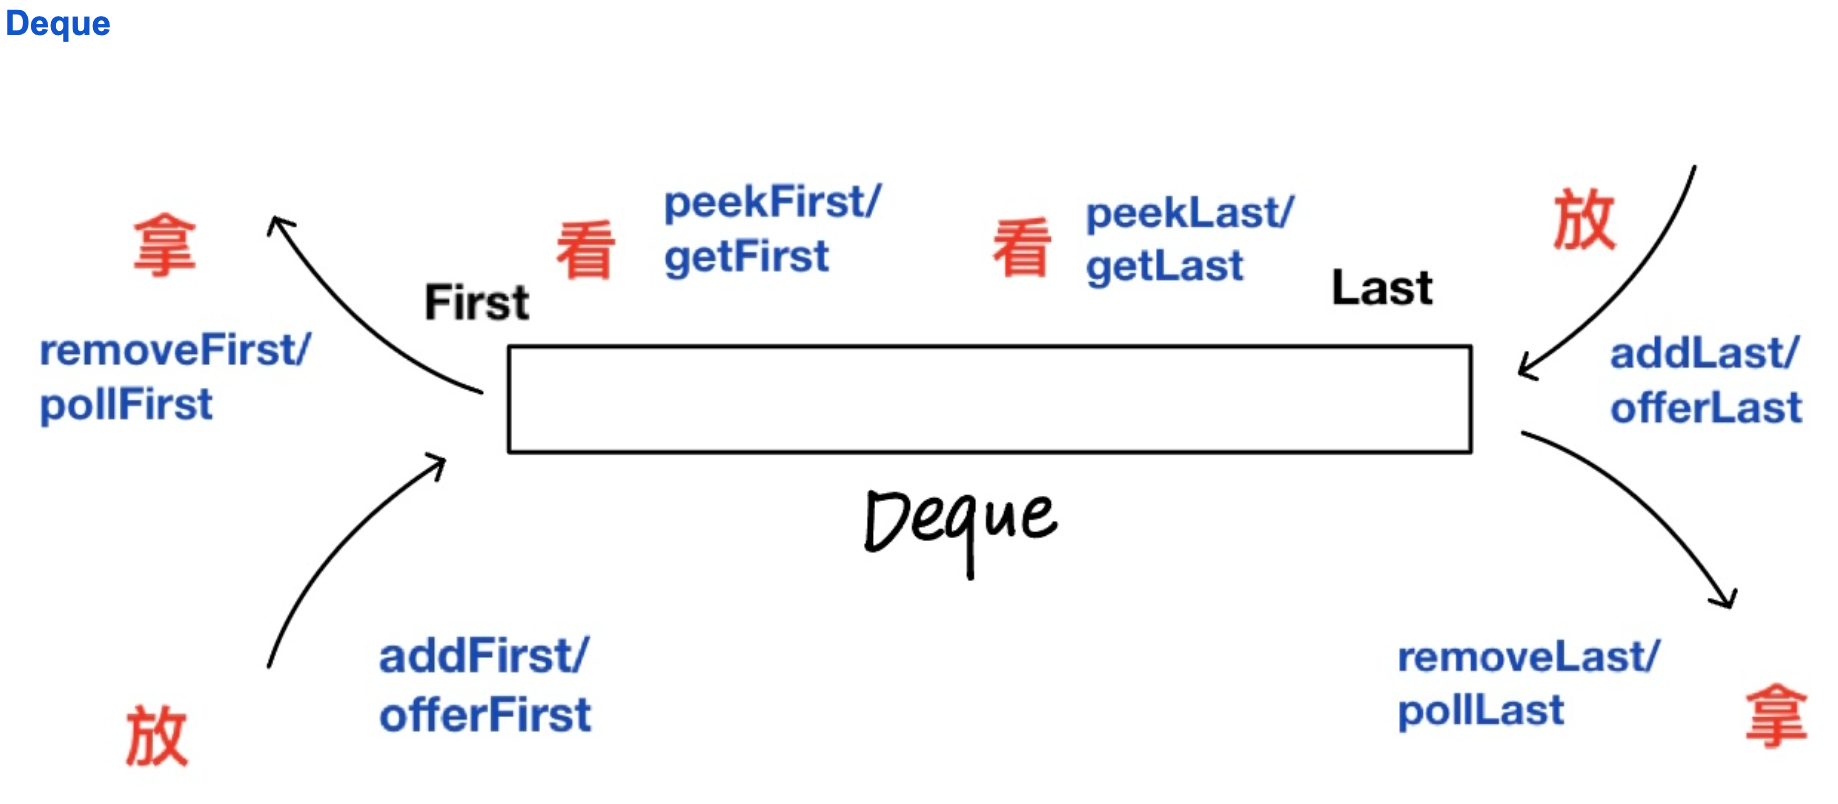 Deque
拿
removeFirst/
pollFirst
First
看
peekFirst/
getFirst
看
peekLast/
getLast
Last
放
addLast/
offerLast
Deque
放
addFirst/
offerFirst
removeLast/
pollLast
拿